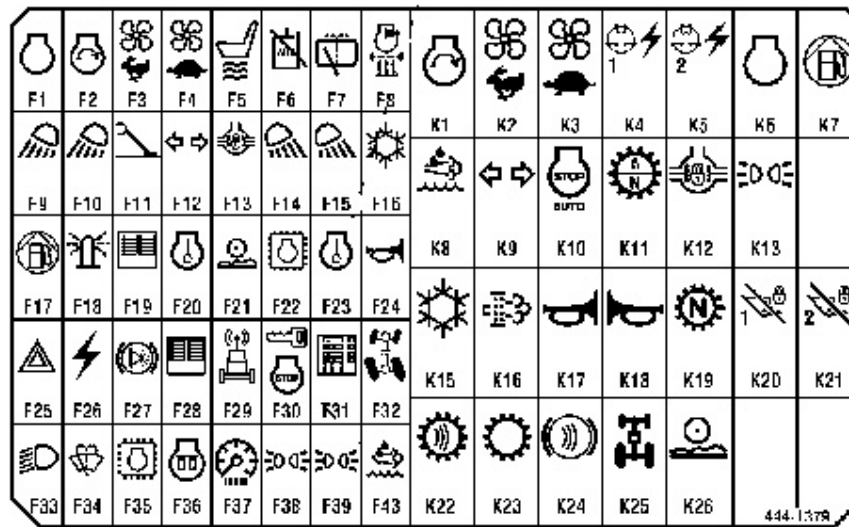 F1 F2 F3 F4 F5 F6 F7 F8
1 2
K1 K2 K3 K4 K5 K6 K7
F9 F10 F11 F12 F13 F14 F15 F16
STOP
AUTO
A
N
K8 K9 K10 K11 K12 K13
F17 F18 F19 F20 F21 F22 F23 F24
N
1 2
K15 K16 K17 K18 K19 K20 K21
STOP
F25 F26 F27 F28 F29 F30 F31 F32
F33 F34 F35 F36 F37 F38 F39 F43
K22 K23 K24 K25 K26
444-1379